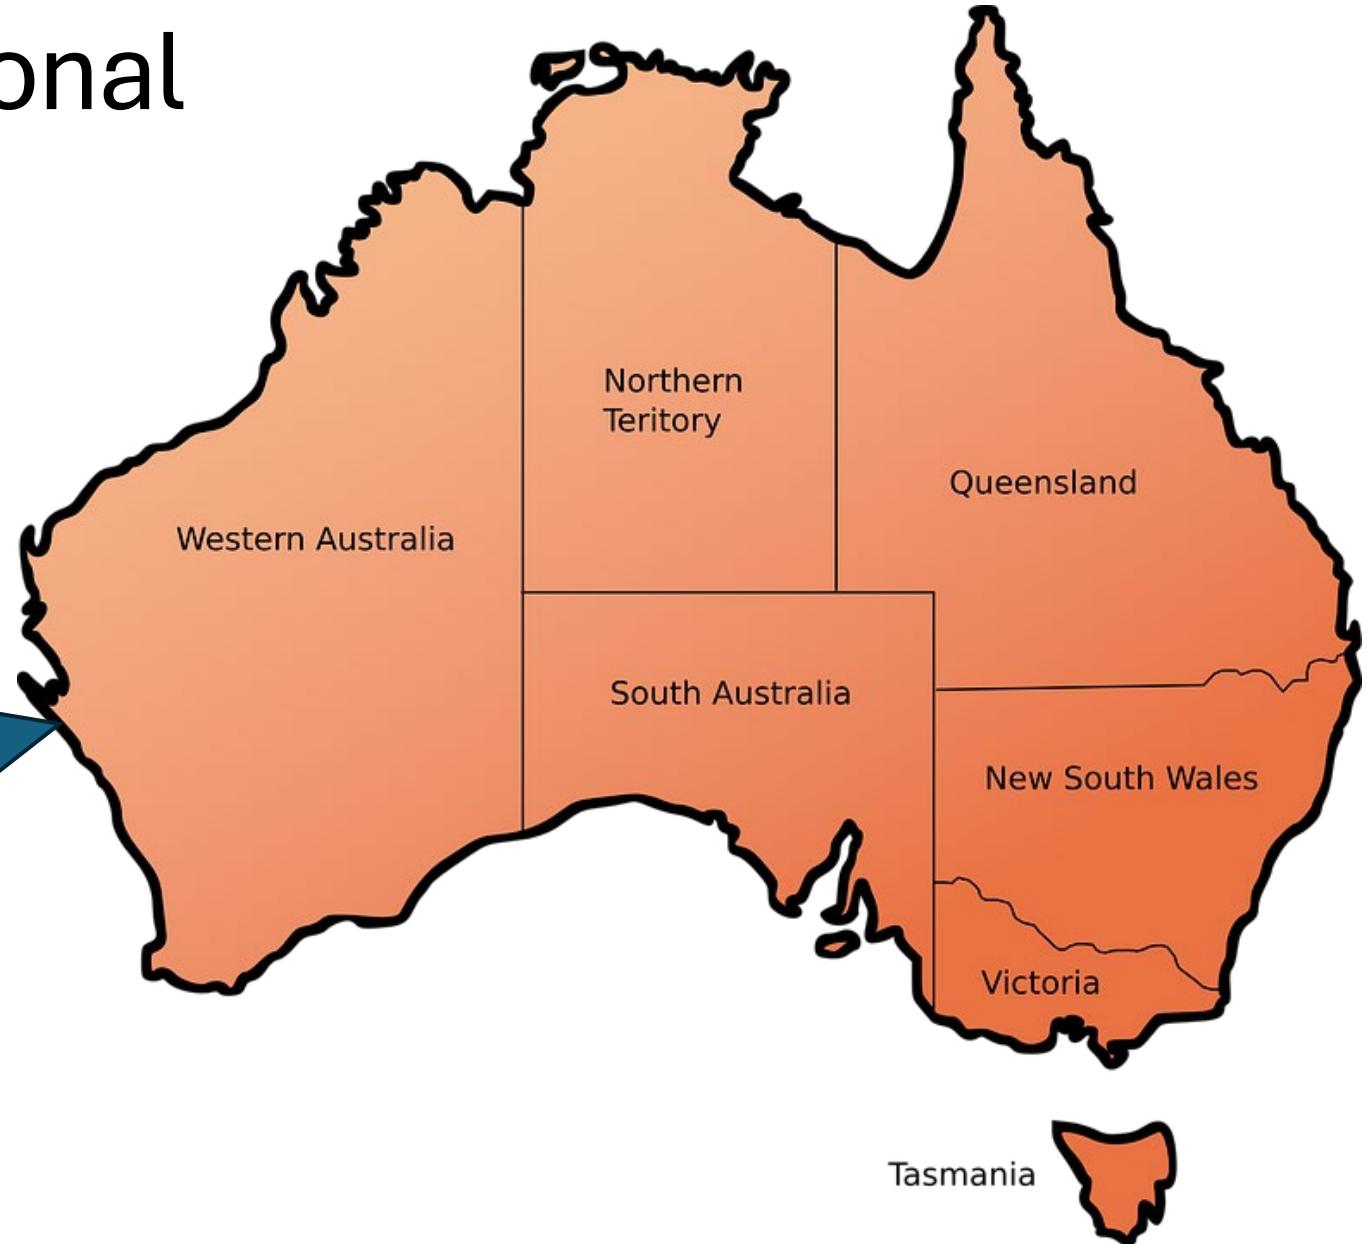 onal
Northern
Teritory
Queensland
Western Australia
South Australia
New South Wales
Victoria
Tasmania